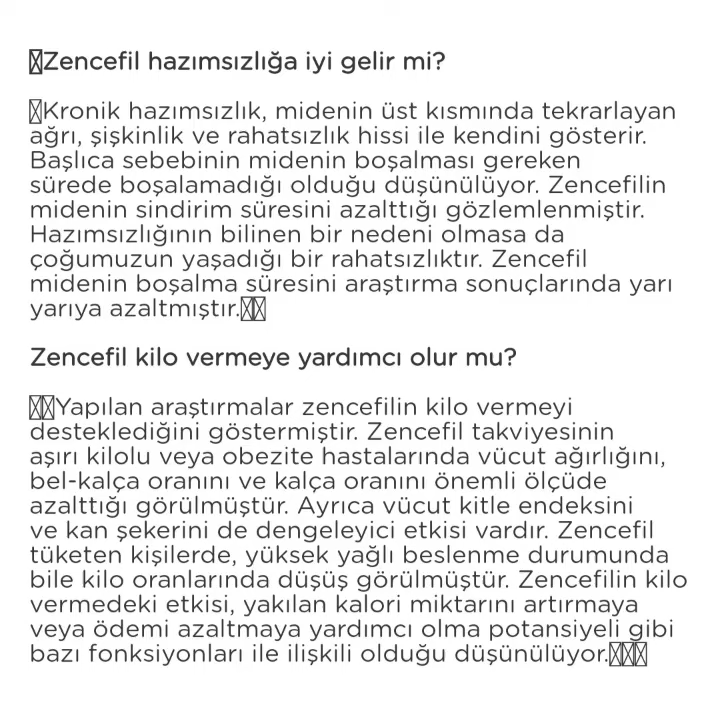 Zencefil hazımsızlığa iyi gelir mi?
Kronik hazımsızlık, midenin üst kısmında tekrarlayan
ağrı, şişkinlik ve rahatsızlık hissi ile kendini gösterir.
Başlıca sebebinin midenin boşalması gereken
sürede boşalamadığı olduğu düşünülüyor. Zencefilin
midenin sindirim süresini azalttığı gözlemlenmiştir.
Hazımsızlığının bilinen bir nedeni olmasa da
çoğumuzun yaşadığı bir rahatsızlıktır. Zencefil
midenin boşalma süresini araştırma sonuçlarında yarı
yarıya azaltmıştır.
Zencefil kilo vermeye yardımcı olur mu?
Yapılan araştırmalar zencefilin kilo vermeyi
desteklediğini göstermiştir. Zencefil takviyesinin
aşırı kilolu veya obezite hastalarında vücut ağırlığını,
bel-kalça oranını ve kalça oranını önemli ölçüde
azalttığı görülmüştür. Ayrıca vücut kitle endeksini
ve kan şekerini de dengeleyici etkisi vardır. Zencefil
tüketen kişilerde, yüksek yağlı beslenme durumunda
bile kilo oranlarında düşüş görülmüştür. Zencefilin kilo
vermedeki etkisi, yakılan kalori miktarını artırmaya
veya ödemi azaltmaya yardımcı olma potansiyeli gibi
bazı fonksiyonları ile ilişkili olduğu düşünülüyor.